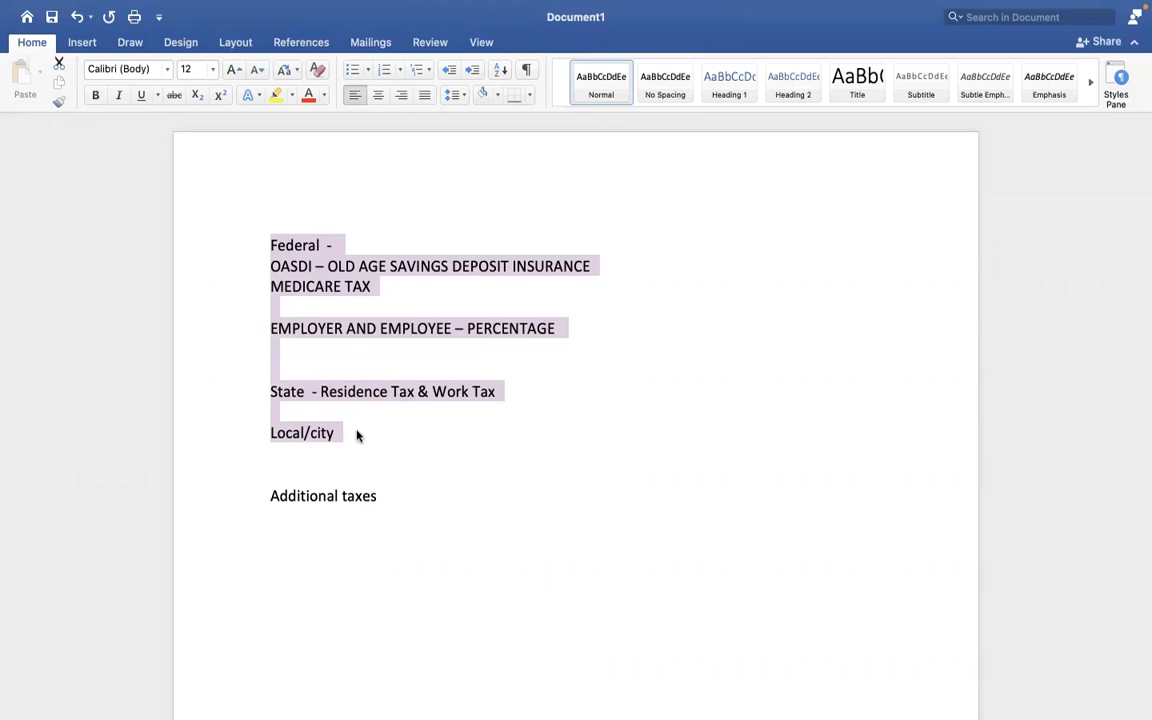 Document1
Search in Document
Home Insert Draw Design Layout References Mailings Review View
Share
Paste
Calibri (Body) 12
AaBbCcDdEe Normal
AaBbCcDdEe No Spacing
AaBbCcDc Heading 1
AaBbCcDdEe Heading 2
AaBb( Title
AaBbCcDdEe Subtitle
AaBbCcDdEe Subtle Emph...
AaBbCcDdEe Emphasis
Styles Pane
Federal -
OASDI – OLD AGE SAVINGS DEPOSIT INSURANCE
MEDICARE TAX
EMPLOYER AND EMPLOYEE – PERCENTAGE
State - Residence Tax & Work Tax
Local/city
Additional taxes